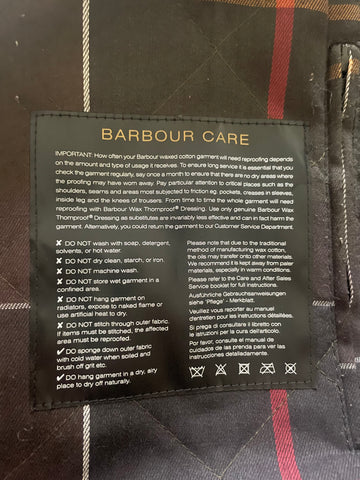 BARBOUR CARE
IMPORTANT: How often your Barbour waxed cotton garment will need reproofing depends
on the amount and type of usage it receives. To ensure long service it is essential that you
check the garment regularly, say once a month to ensure that there are no dry areas where
the proofing may have worn away. Pay particular attention to critical places such as the
shoulders, seams and areas most subjected to friction eg. pockets, creases in sleeves,
inside leg and the knees of trousers. From time to time the whole garment will need
reproofing with Barbour Wax Thornproof® Dressing. Use only genuine Barbour Wax
Thornproof® Dressing as substitutes are invariably less effective and can in fact harm the
garment. Alternatively, you could return the garment to our Customer Service Department.
✘ DO NOT wash with soap, detergent,
solvents, or hot water.
✘ DO NOT dry clean, starch, or iron.
✘ DO NOT machine wash.
✘ DO NOT store wet garment in a
confined area.
✘ DO NOT hang garment on
radiators, expose to naked flame or
use artificial heat to dry.
✘ DO NOT stitch through outer fabric.
If items must be stitched, the affected
area must be reproofed.
✔ DO sponge down outer fabric
with cold water when soiled and
brush off grit etc.
✔ DO hang garment in a dry, airy
place to dry off naturally.
Please note that due to the traditional
method of manufacturing wax cotton,
the oils may transfer onto other materials.
We recommend it is kept away from paler
materials, especially in warm conditions.
Please refer to the Care and After Sales
Service booklet for full instructions.
Ausführliche Gebrauchsanweisungen
siehe 'Pflege' - Merkblatt.
Veuillez vous reporter au manuel
d'entretien pour les instructions détaillées.
Si prega di consultare il libretto con
le istruzioni per la cura dell'articolo.
Por favor, consulte el manual de
cuidados de las prenda para ver las
instrucciones detalladas.